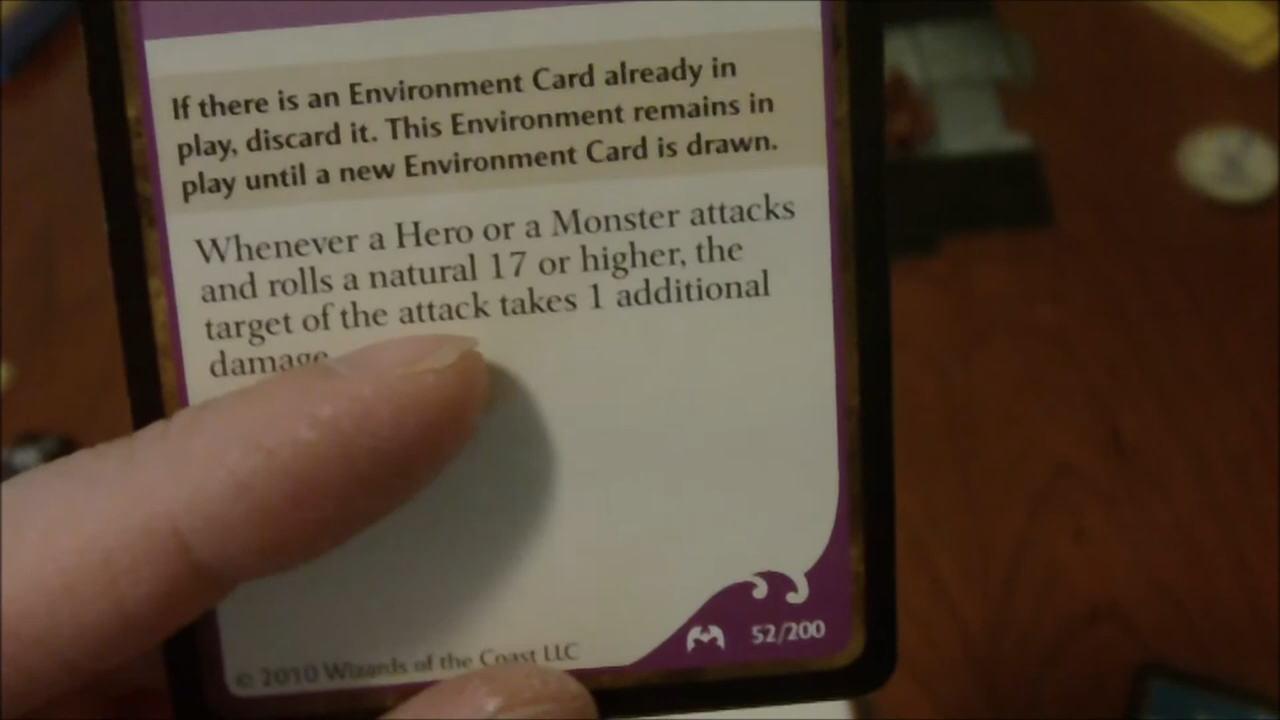 If there is an Environment Card already in
play, discard it. This Environment remains in
play until a new Environment Card is drawn.
Whenever a Hero or a Monster attacks
and rolls a natural 17 or higher, the
target of the attack takes 1 additional
damage
52/200
© 2010 Wizards of the Coast LLC